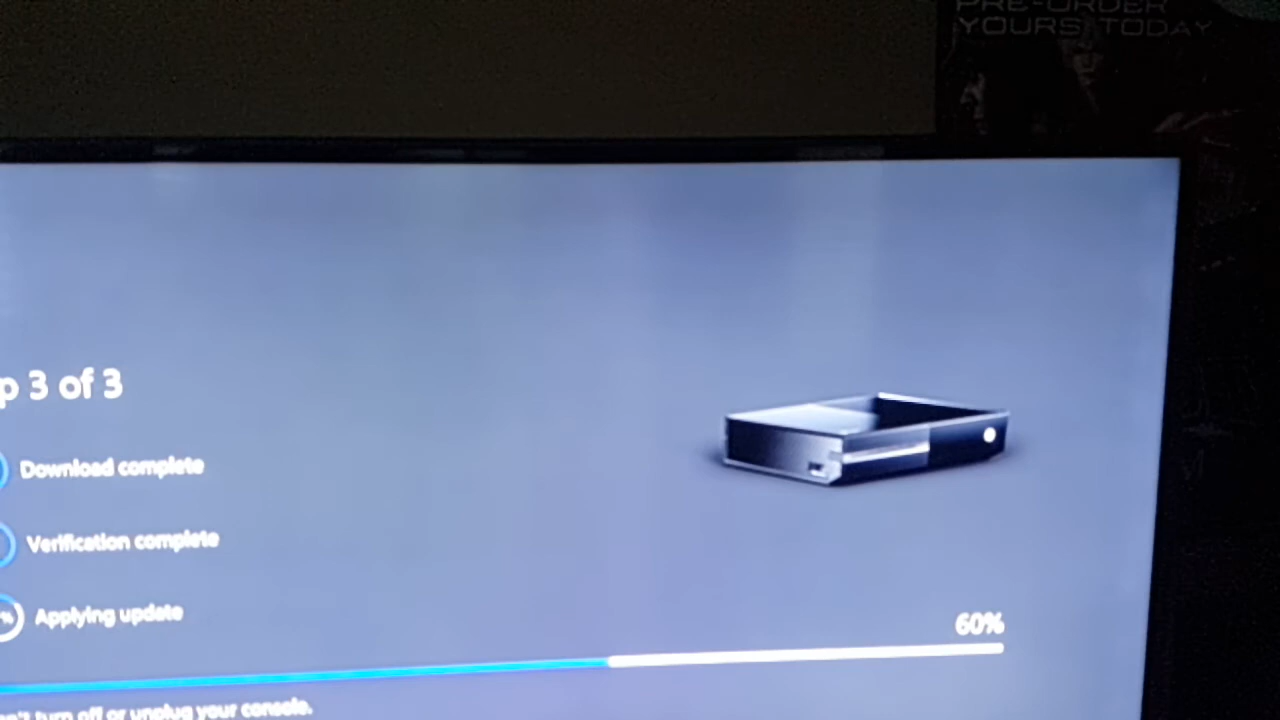 PRE-ORDER
YOURS TODAY
p 3 of 3
Download complete
Verification complete
Applying update
60%
n't turn off or unplug your console.